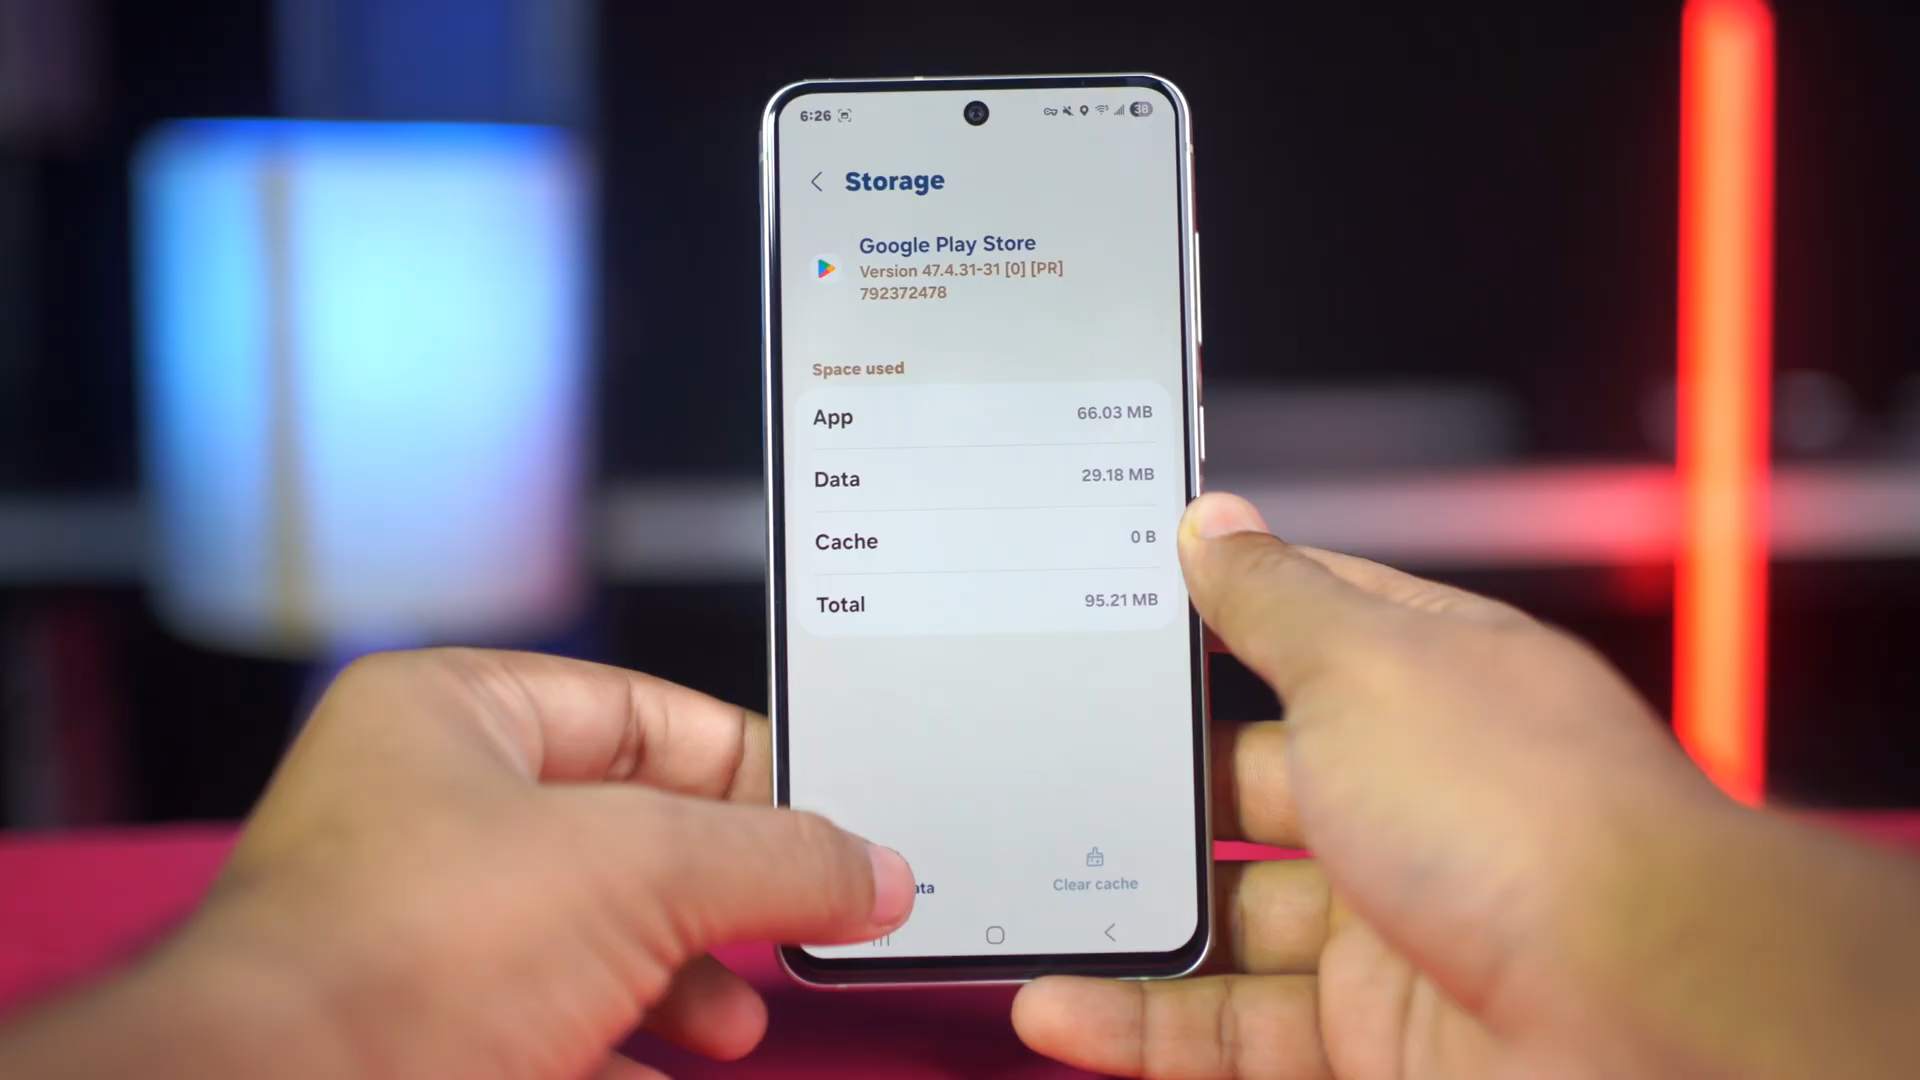 6:26
38
Storage
Google Play Store
Version 47.4.31-31 [0] [PR]
792372478
Space used
App 66.03 MB
Data 29.18 MB
Cache 0 B
Total 95.21 MB
ata
Clear cache